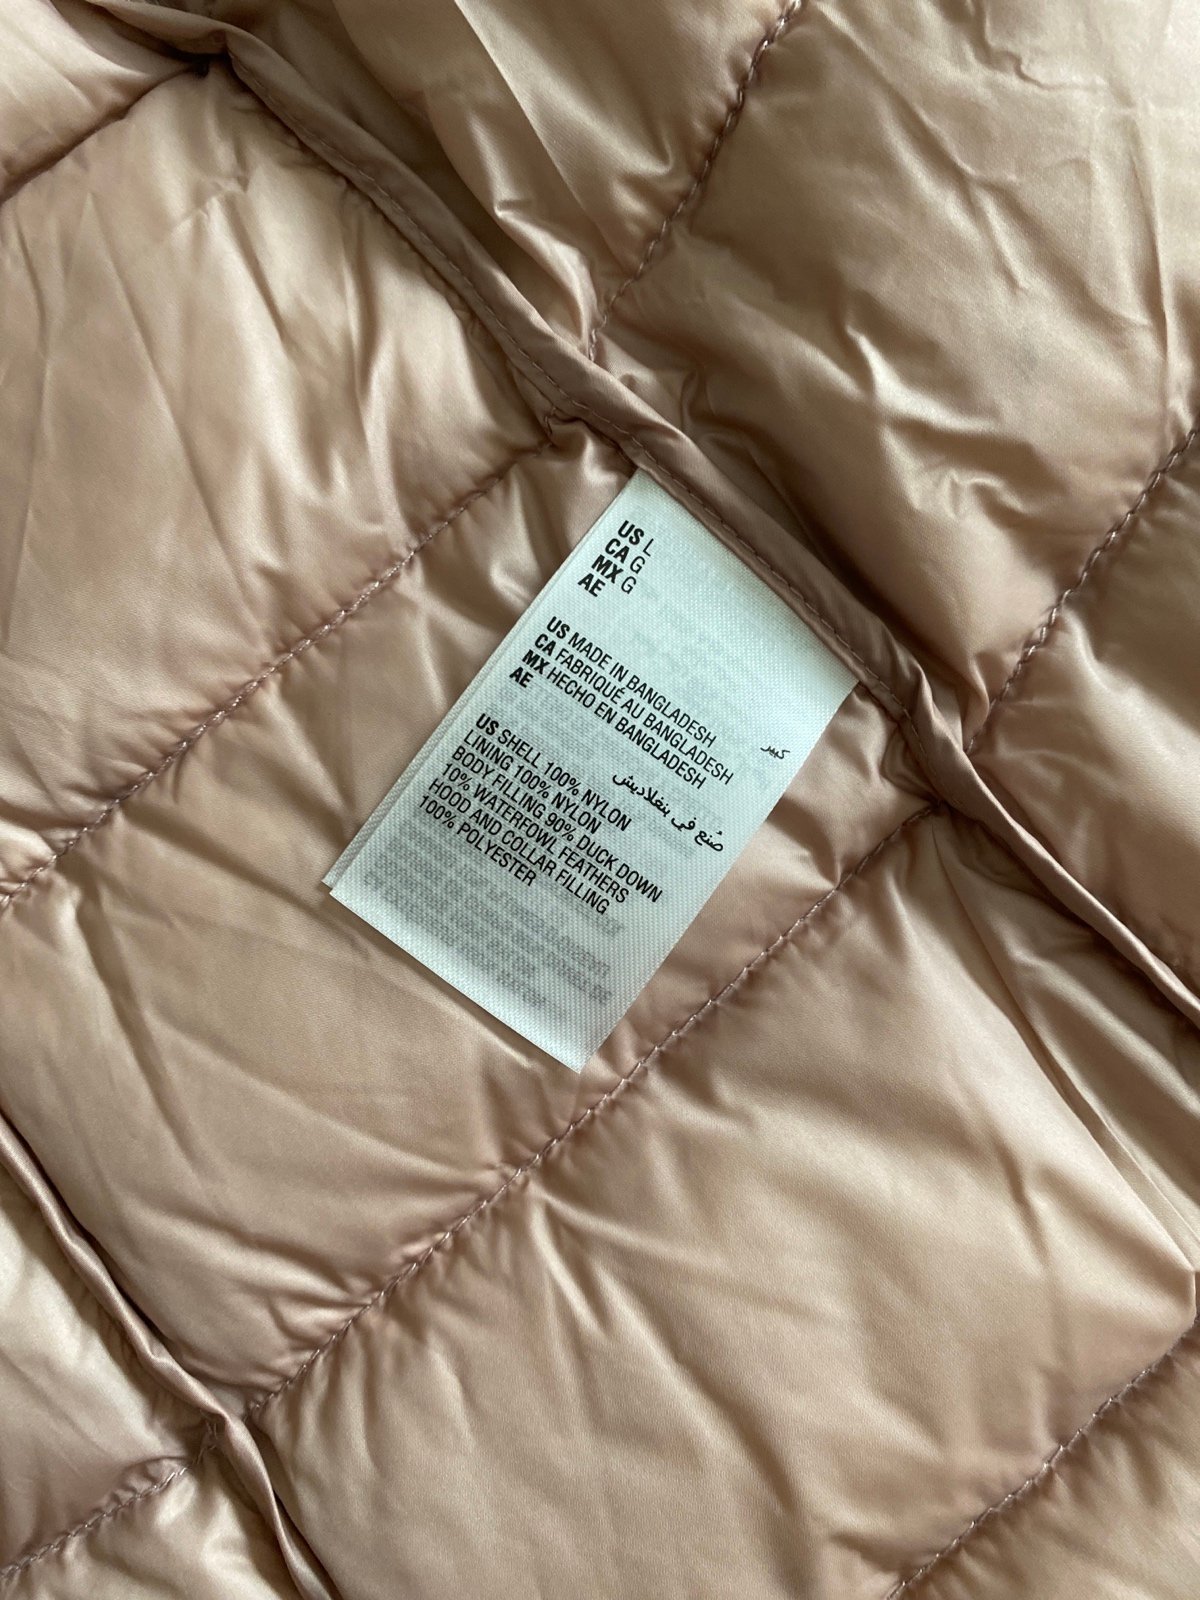 US L
CA G
MX G
AE كبير
US MADE IN BANGLADESH
CA FABRIQUÉ AU BANGLADESH
MX HECHO EN BANGLADESH
AE صُنع في بنغلاديش
US SHELL 100% NYLON
LINING 100% NYLON
BODY FILLING 90% DUCK DOWN
10% WATERFOWL FEATHERS
HOOD AND COLLAR FILLING
100% POLYESTER